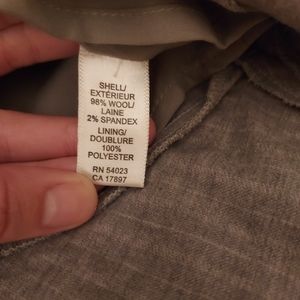 SHELL/
EXTÉRIEUR
98% WOOL/
LAINE
2% SPANDEX
LINING/
DOUBLURE
100%
POLYESTER
RN 54023
CA 17897